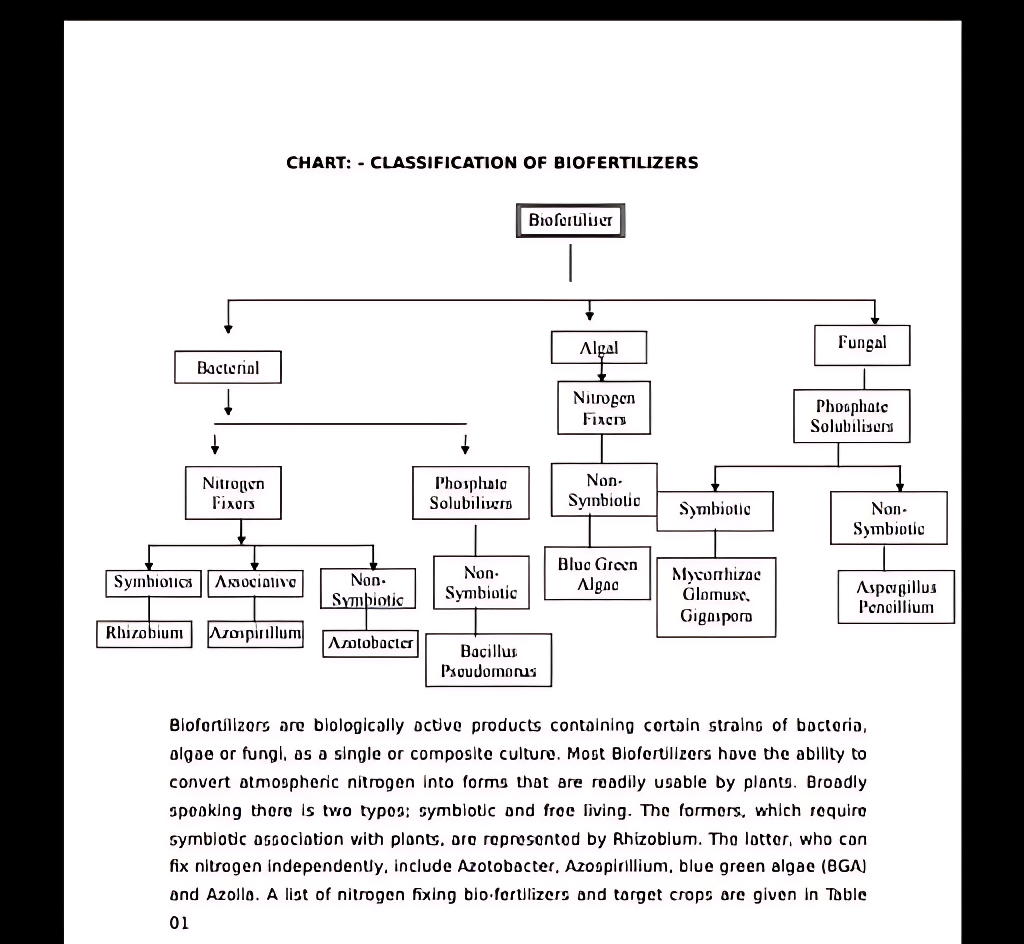 CHART: - CLASSIFICATION OF BIOFERTILIZERS
Biofertiliser
Bacterial
Algal
Fungal
Nitrogen
Fixers
Phosphate
Solubilisers
Nitrogen
Fixers
Phosphate
Solubilisers
Non-
Symbiotic
Symbiotic
Non-
Symbiotic
Symbiotics
Associative
Non-
Symbiotic
Non-
Symbiotic
Blue Green
Algae
Mycorrhizae
Glomuse,
Gigaspora
Aspergillus
Pencillium
Rhizobium
Azospirillum
Azotobacter
Bacillus
Pseudomonas
Biofertilizers are biologically active products containing certain strains of bacteria,
algae or fungi, as a single or composite culture. Most Biofertilizers have the ability to
convert atmospheric nitrogen into forms that are readily usable by plants. Broadly
speaking there is two types; symbiotic and free living. The formers, which require
symbiotic association with plants, are represented by Rhizobium. The latter, who can
fix nitrogen independently, include Azotobacter, Azospirillium, blue green algae (BGA)
and Azolla. A list of nitrogen fixing bio-fertilizers and target crops are given in Table
01